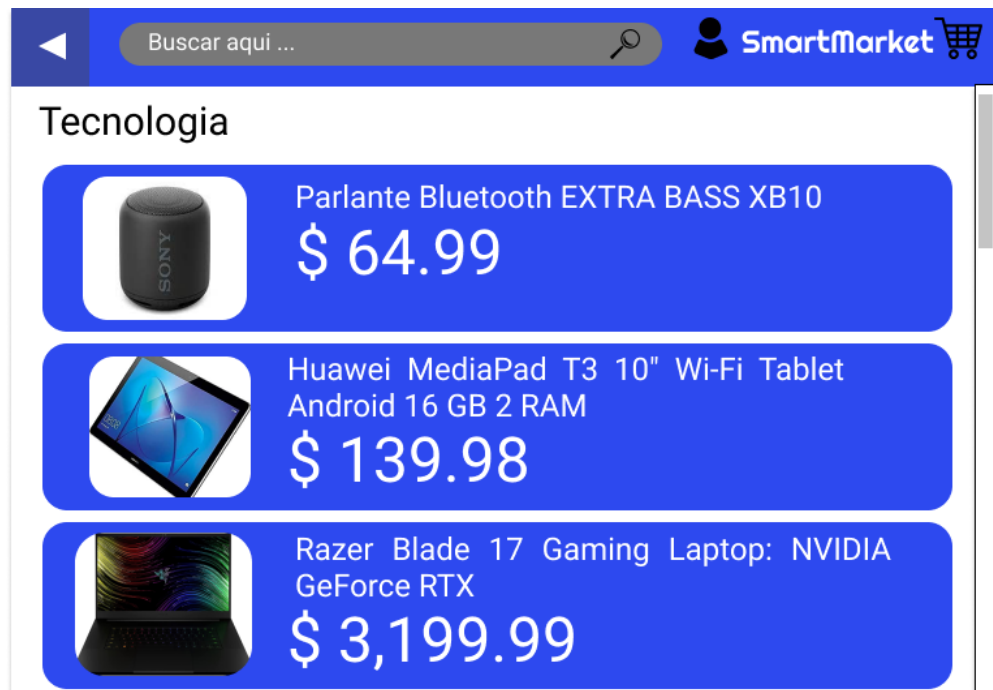 Buscar aqui ...
SmartMarket
Tecnologia
SONY
Parlante Bluetooth EXTRA BASS XB10
$ 64.99
Huawei MediaPad T3 10" Wi-Fi Tablet
Android 16 GB 2 RAM
$ 139.98
Razer Blade 17 Gaming Laptop: NVIDIA
GeForce RTX
$ 3,199.99